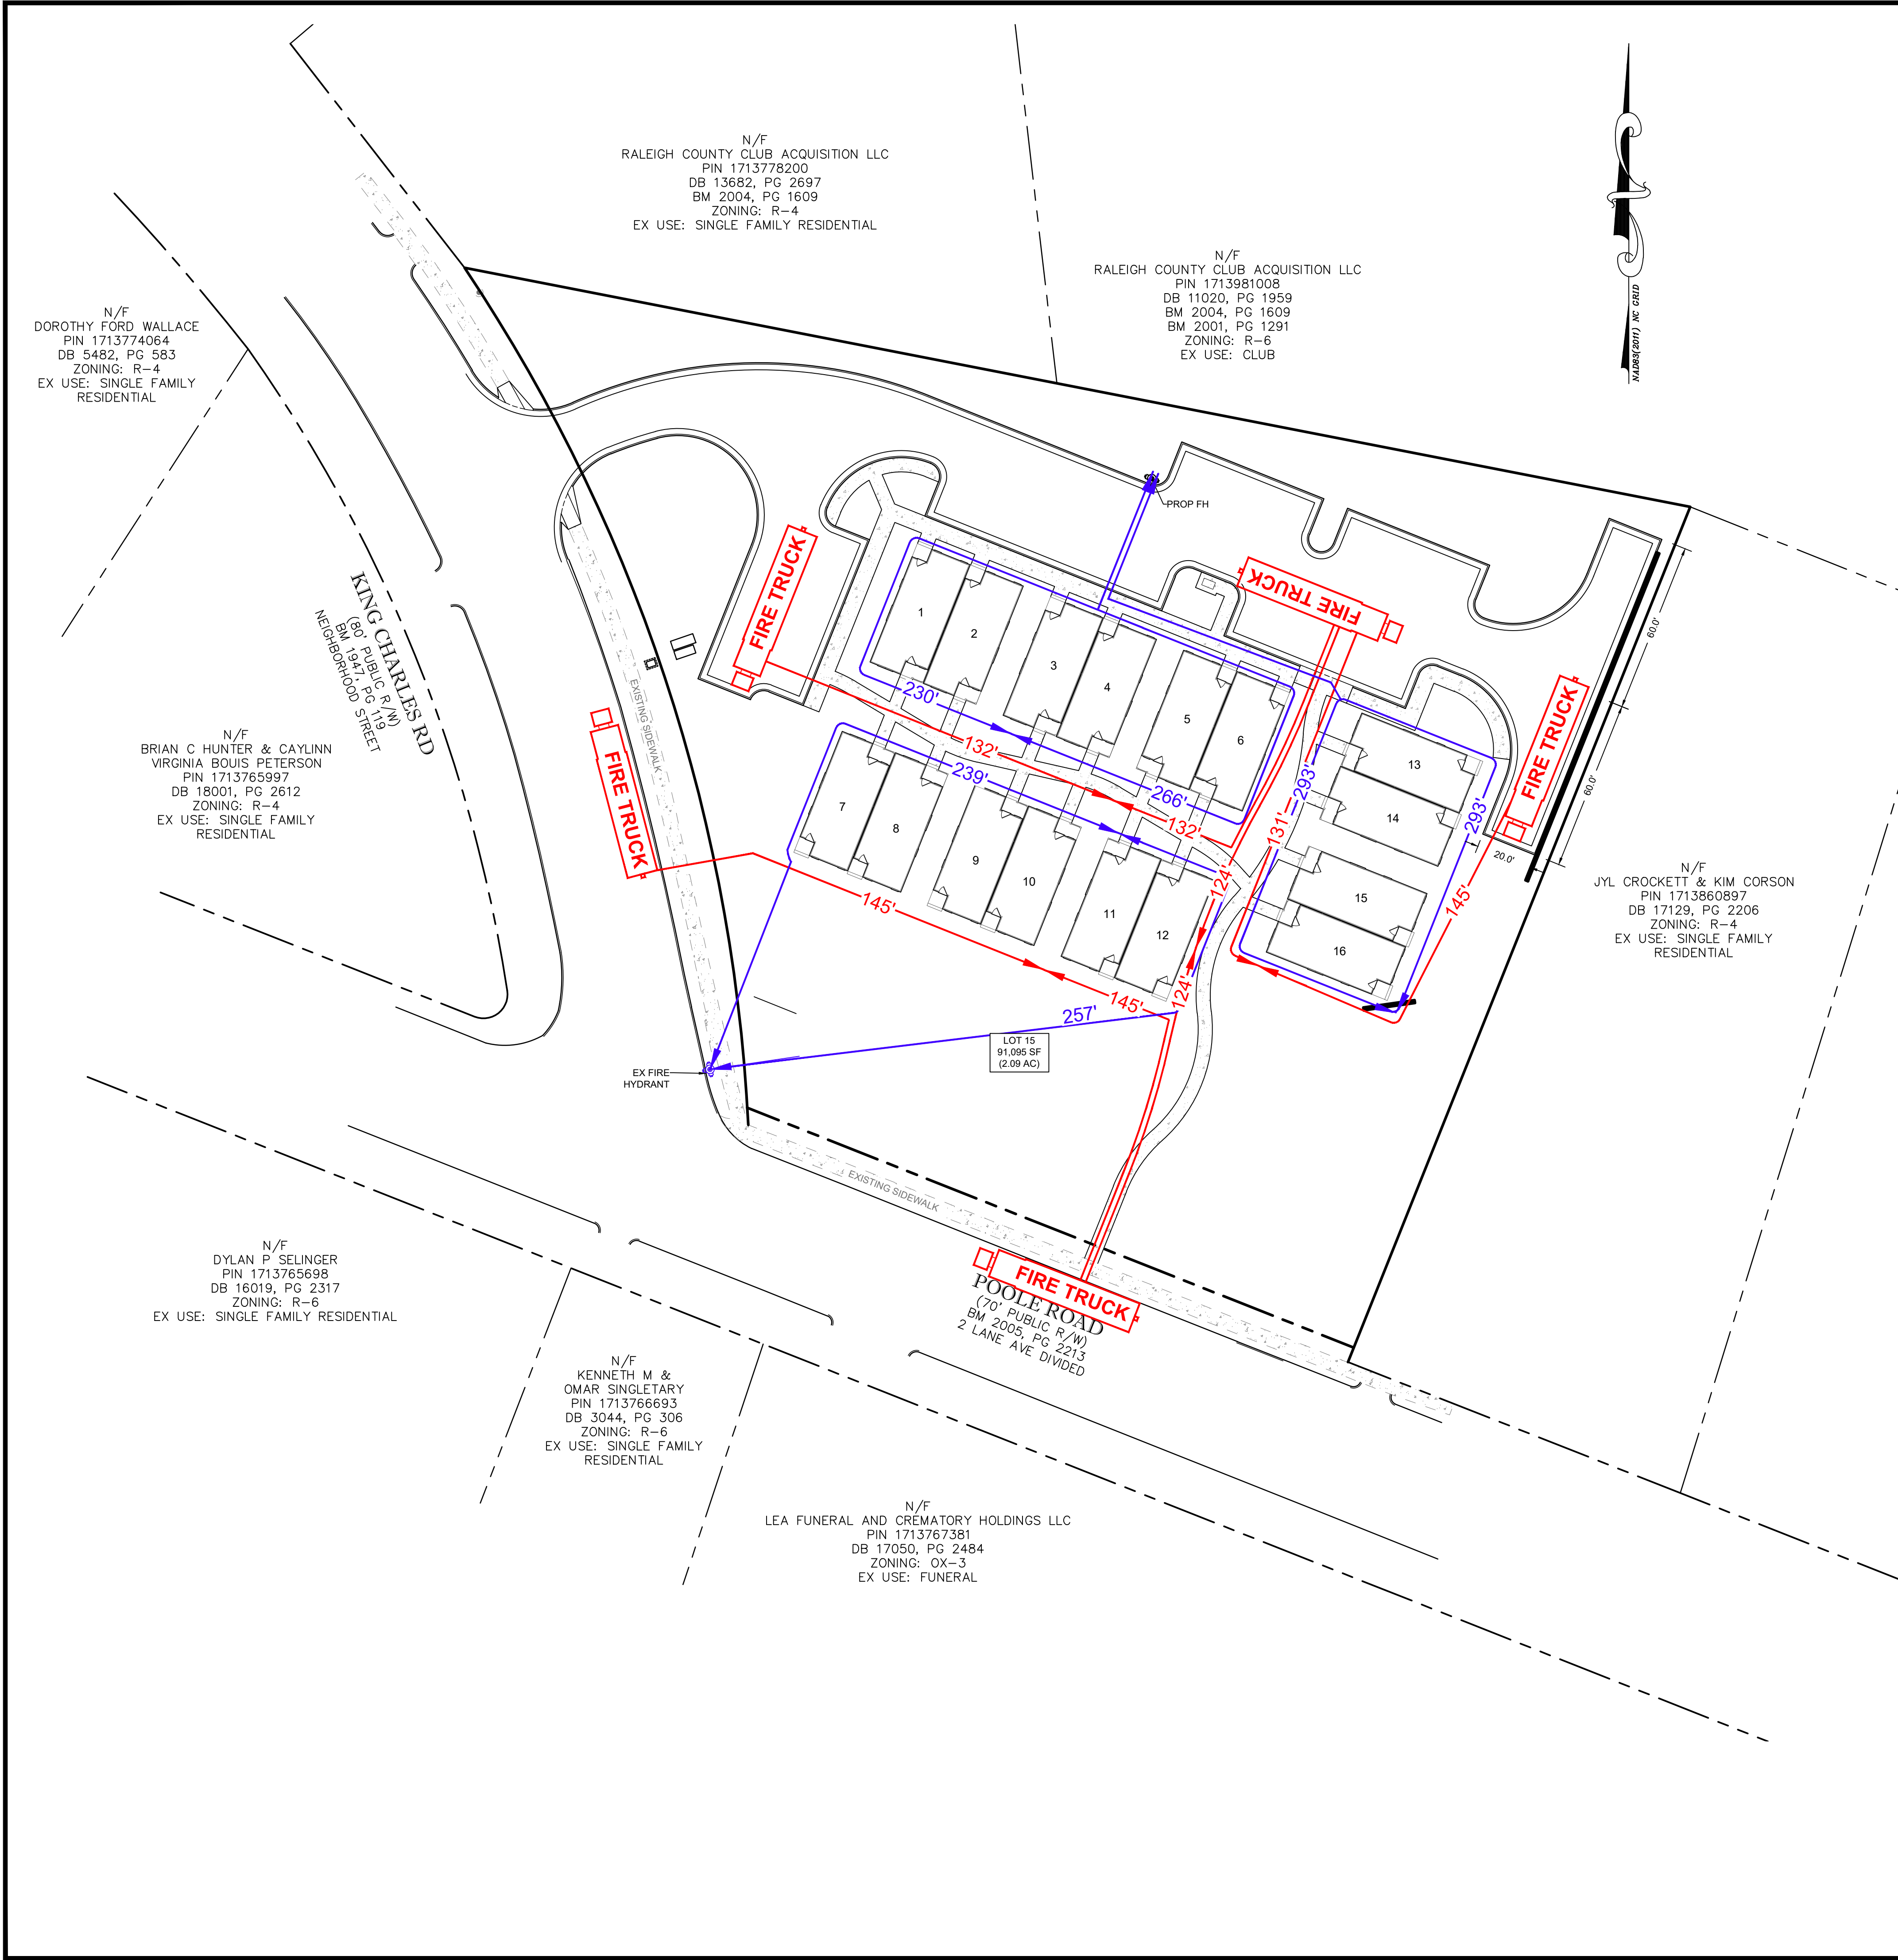 N/F
RALEIGH COUNTY CLUB ACQUISITION LLC
PIN 1713778200
DB 13682, PG 2697
BM 2004, PG 1609
ZONING: R-4
EX USE: SINGLE FAMILY RESIDENTIAL
N/F
RALEIGH COUNTY CLUB ACQUISITION LLC
PIN 1713981008
DB 11020, PG 1959
BM 2004, PG 1609
BM 2001, PG 1291
ZONING: R-6
EX USE: CLUB
NAD83(2011) NC GRID
N/F
DOROTHY FORD WALLACE
PIN 1713774064
DB 5482, PG 583
ZONING: R-4
EX USE: SINGLE FAMILY
RESIDENTIAL
KING CHARLES RD
(80' PUBLIC R/W)
BM 1947, PG 119
NEIGHBORHOOD STREET
N/F
BRIAN C HUNTER & CAYLINN
VIRGINIA BOUIS PETERSON
PIN 1713765997
DB 18001, PG 2612
ZONING: R-4
EX USE: SINGLE FAMILY
RESIDENTIAL
PROP FH
FIRE TRUCK
FIRE TRUCK
FIRE TRUCK
FIRE TRUCK
EXISTING SIDEWALK
1
2
3
4
5
6
7
8
9
10
11
12
13
14
15
16
230'
132'
239'
266'
132'
293'
131'
293'
124'
124'
145'
145'
145'
257'
60.0'
60.0'
20.0'
N/F
JYL CROCKETT & KIM CORSON
PIN 1713860897
DB 17129, PG 2206
ZONING: R-4
EX USE: SINGLE FAMILY
RESIDENTIAL
LOT 15
91,095 SF
(2.09 AC)
EX FIRE
HYDRANT
EXISTING SIDEWALK
FIRE TRUCK
POOLE ROAD
(70' PUBLIC R/W)
BM 2005, PG 2213
2 LANE AVE DIVIDED
N/F
DYLAN P SELINGER
PIN 1713765698
DB 16019, PG 2317
ZONING: R-6
EX USE: SINGLE FAMILY RESIDENTIAL
N/F
KENNETH M &
OMAR SINGLETARY
PIN 1713766693
DB 3044, PG 306
ZONING: R-6
EX USE: SINGLE FAMILY
RESIDENTIAL
N/F
LEA FUNERAL AND CREMATORY HOLDINGS LLC
PIN 1713767381
DB 17050, PG 2484
ZONING: OX-3
EX USE: FUNERAL